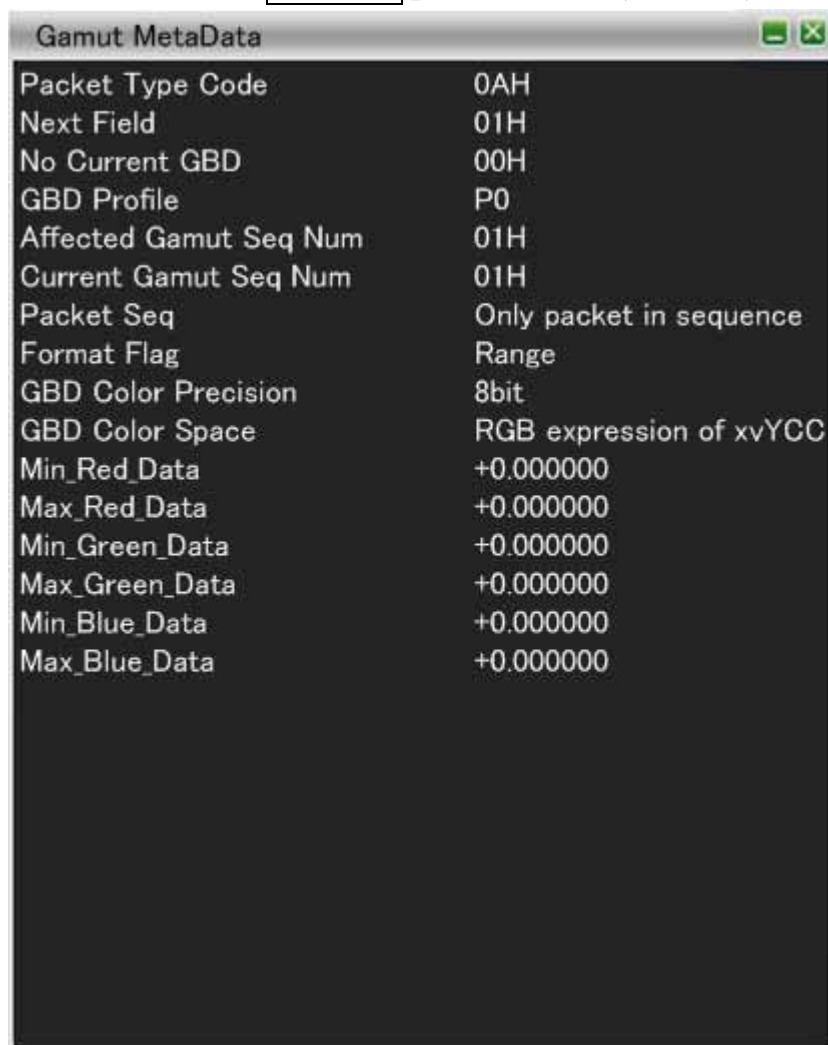 Gamut MetaData
Packet Type Code 0AH
Next Field 01H
No Current GBD 00H
GBD Profile P0
Affected Gamut Seq Num 01H
Current Gamut Seq Num 01H
Packet Seq Only packet in sequence
Format Flag Range
GBD Color Precision 8bit
GBD Color Space RGB expression of xvYCC
Min_Red_Data +0.000000
Max_Red_Data +0.000000
Min_Green_Data +0.000000
Max_Green_Data +0.000000
Min_Blue_Data +0.000000
Max_Blue_Data +0.000000